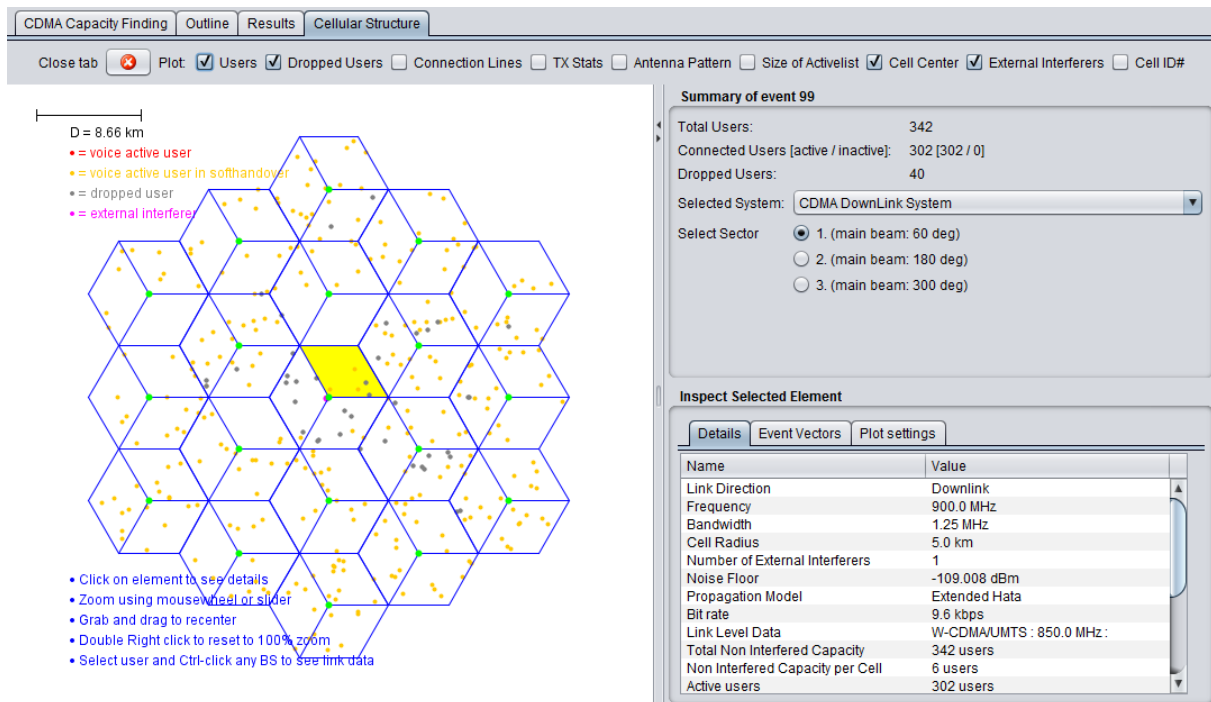 CDMA Capacity Finding Outline Results Cellular Structure
Close tab Plot: Users Dropped Users Connection Lines TX Stats Antenna Pattern Size of Activelist Cell Center External Interferers Cell ID#
D = 8.66 km
• = voice active user
• = voice active user in softhandover
• = dropped user
• = external interferer
• Click on element to see details
• Zoom using mousewheel or slider
• Grab and drag to recenter
• Double Right click to reset to 100% zoom
• Select user and Ctrl-click any BS to see link data
Summary of event 99
Total Users: 342
Connected Users [active / inactive]: 302 [302 / 0]
Dropped Users: 40
Selected System: CDMA DownLink System
Select Sector 1. (main beam: 60 deg)
2. (main beam: 180 deg)
3. (main beam: 300 deg)
Inspect Selected Element
Details Event Vectors Plot settings
Name Value
Link Direction Downlink
Frequency 900.0 MHz
Bandwidth 1.25 MHz
Cell Radius 5.0 km
Number of External Interferers 1
Noise Floor -109.008 dBm
Propagation Model Extended Hata
Bit rate 9.6 kbps
Link Level Data W-CDMA/UMTS : 850.0 MHz :
Total Non Interfered Capacity 342 users
Non Interfered Capacity per Cell 6 users
Active users 302 users